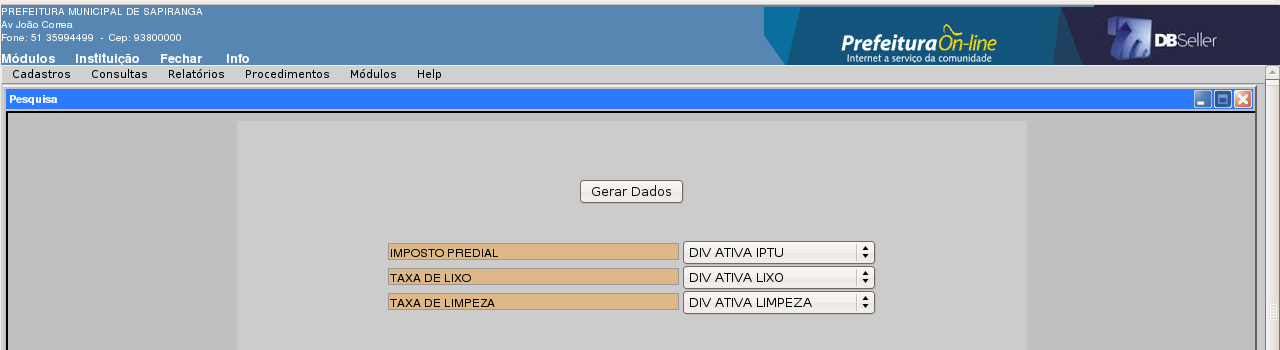 PREFEITURA MUNICIPAL DE SAPIRANGA
Av João Correa
Fone: 51 35994499 - Cep: 93800000
Prefeitura On-line
Internet a serviço da comunidade
DBSeller
Módulos Instituição Fechar Info
Cadastros Consultas Relatórios Procedimentos Módulos Help
Pesquisa
Gerar Dados
IMPOSTO PREDIAL DIV ATIVA IPTU
TAXA DE LIXO DIV ATIVA LIXO
TAXA DE LIMPEZA DIV ATIVA LIMPEZA